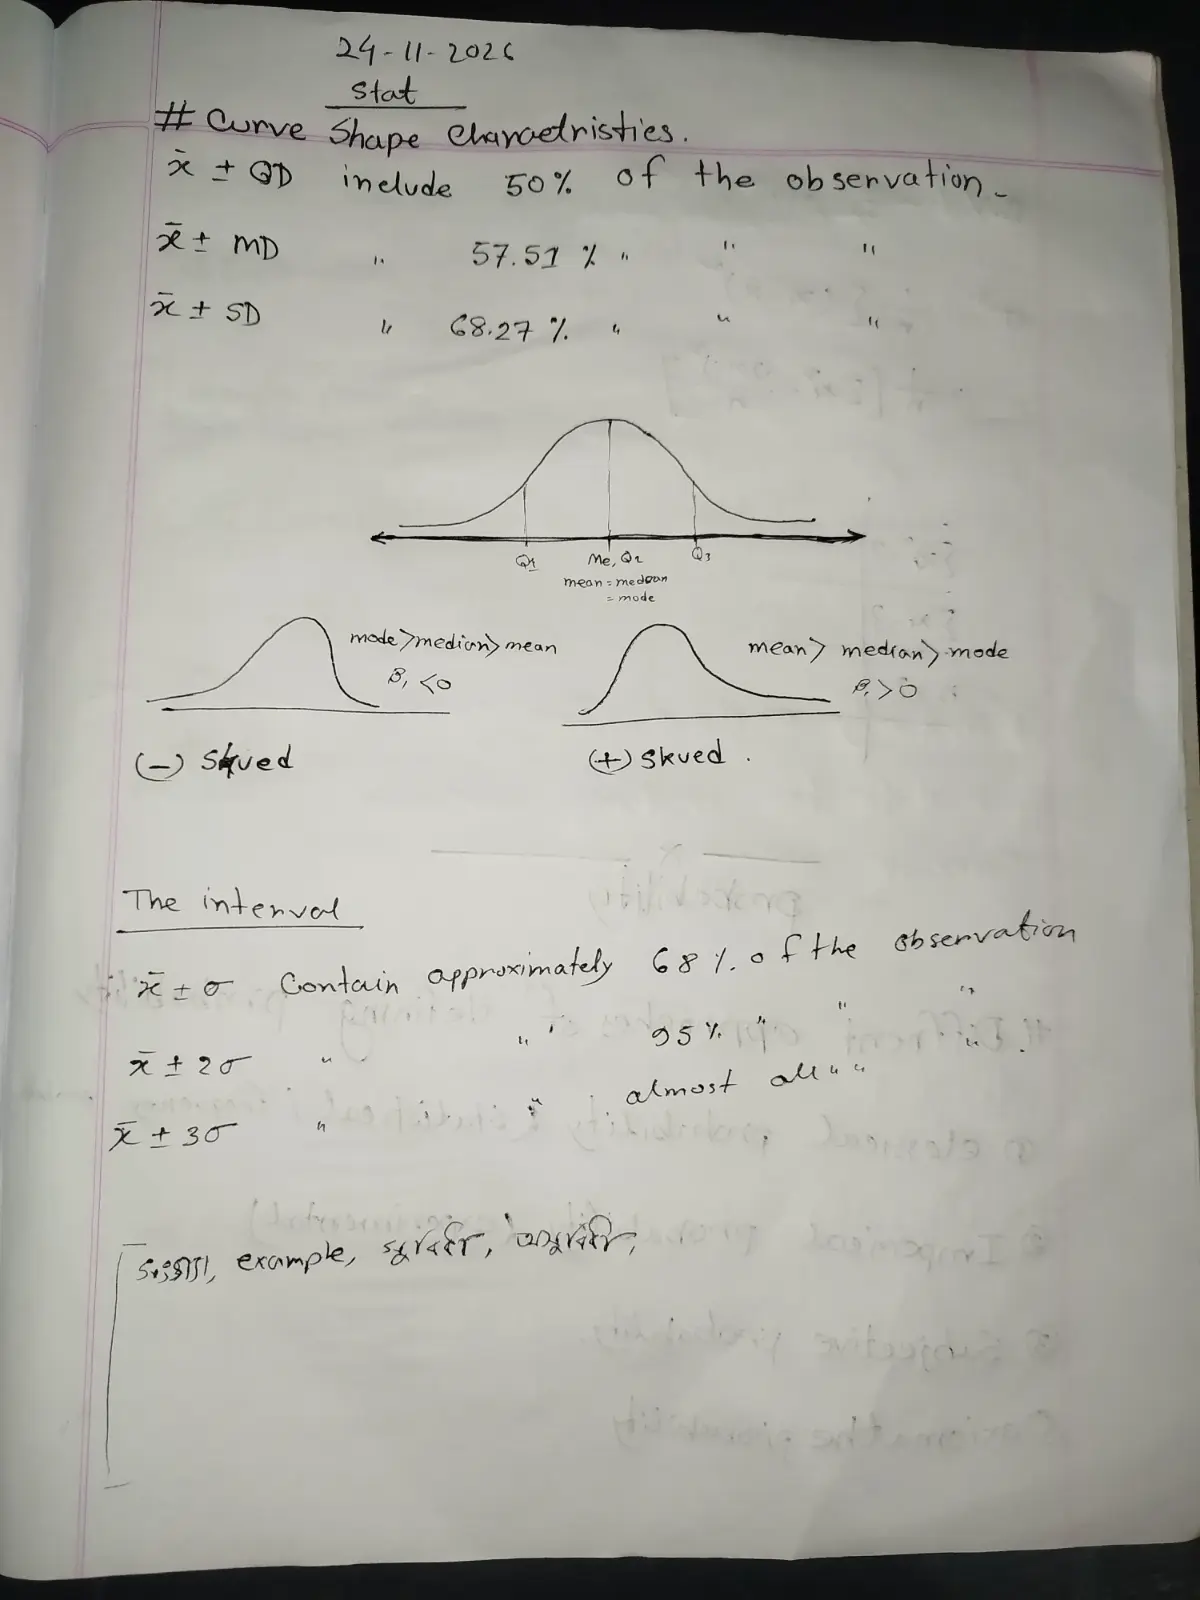 24-11-2026
Stat
# Curve Shape Characteristics.
x̄ ± QD include 50% of the observation.
x̄ ± MD " 57.51 % " " "
x̄ ± SD " 68.27 % " " "
Q1 Me, Q2 Q3
mean = median
= mode
mode > median > mean
β1 < 0
mean > median > mode
β1 > 0
(-) Skued
(+) Skued .
The interval
x̄ ± σ Contain approximately 68 %. of the observation
x̄ ± 2σ " " " 95 % " " "
x̄ ± 3σ " " almost all " "
সংজ্ঞা, example, সুবিধা, অসুবিধা,